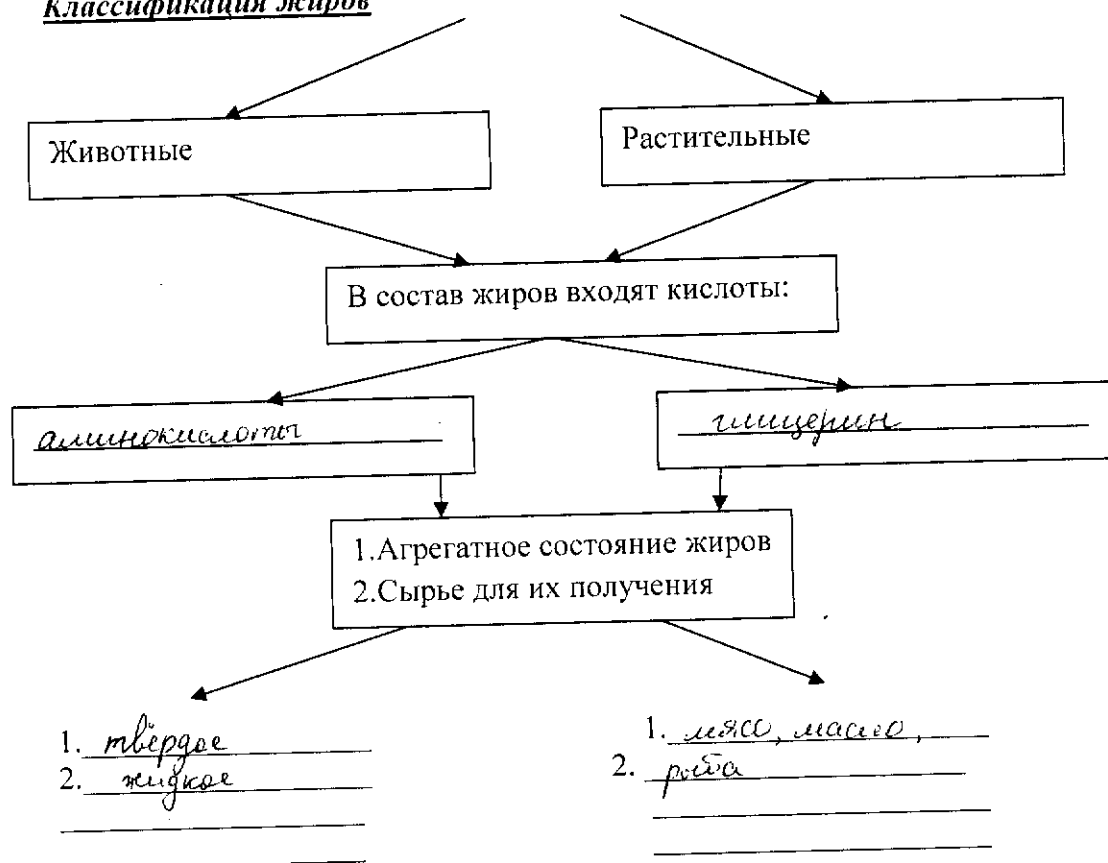 Классификация жиров
Животные
Растительные
В состав жиров входят кислоты:
аминокислоты
глицерин
1.Агрегатное состояние жиров
2.Сырье для их получения
1. твёрдое
2. жидкое
1. мясо, масло,
2. рыба